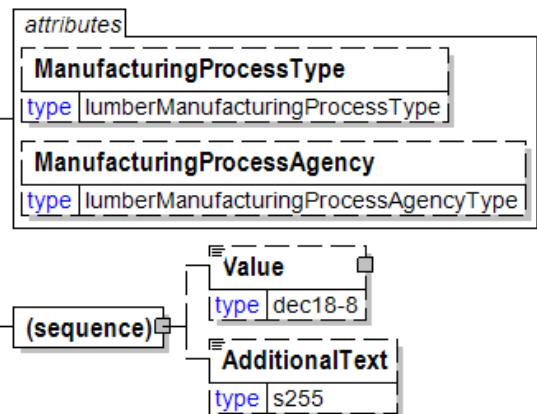 attributes
ManufacturingProcessType
type lumberManufacturingProcessType
ManufacturingProcessAgency
type lumberManufacturingProcessAgencyType
Value
type dec18-8
(sequence)
AdditionalText
type s255